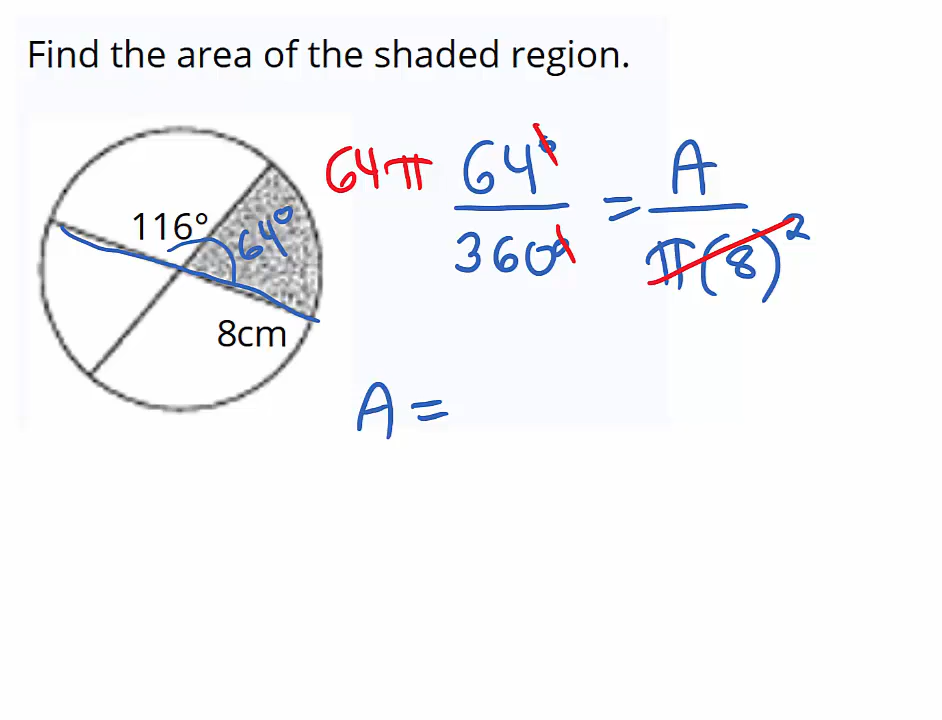 Find the area of the shaded region.
64π 64° / 360° = A / π(8)²
116° 64°
8cm
A =